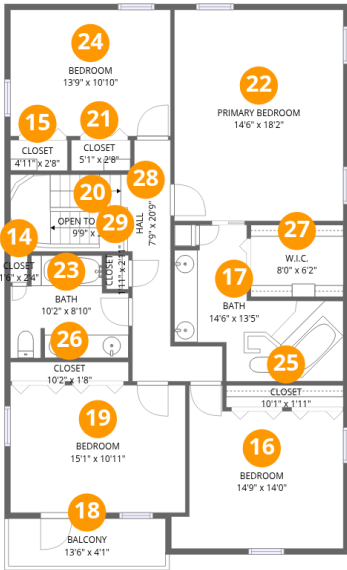 24
BEDROOM
13'9" x 10'10"
22
PRIMARY BEDROOM
14'6" x 18'2"
15
CLOSET
4'11" x 2'8"
21
CLOSET
5'1" x 2'8"
28
HALL
7'9" x 20'9"
20
OPEN TO
9'9"
29
CLOSET
1'11" x 2'11"
14
CLOSET
1'6" x 2'4"
23
BATH
10'2" x 8'10"
26
CLOSET
10'2" x 1'8"
27
W.I.C.
8'0" x 6'2"
17
BATH
14'6" x 13'5"
25
CLOSET
10'1" x 1'11"
19
BEDROOM
15'1" x 10'11"
16
BEDROOM
14'9" x 14'0"
18
BALCONY
13'6" x 4'1"